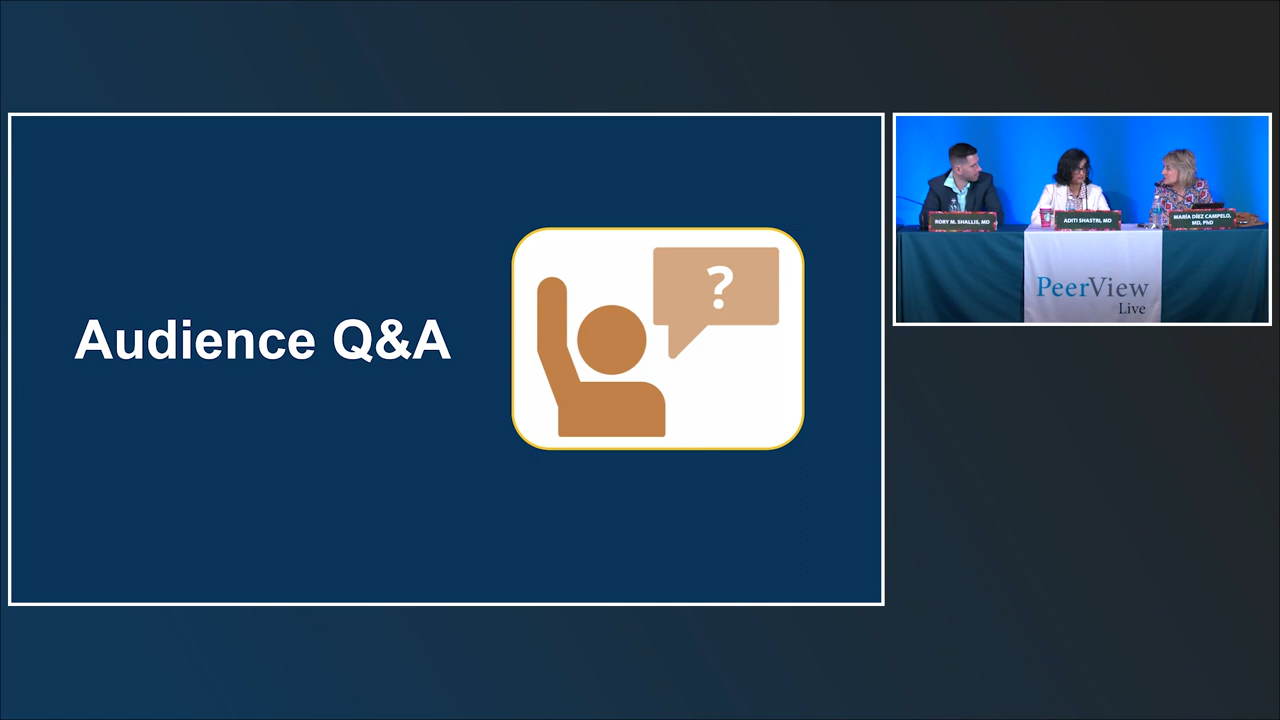 Audience Q&A
?
RORY M. SHALLIS, MD
ADITI SHASTRI, MD
MARÍA DÍEZ CAMPELO,
MD, PhD
PeerView
Live